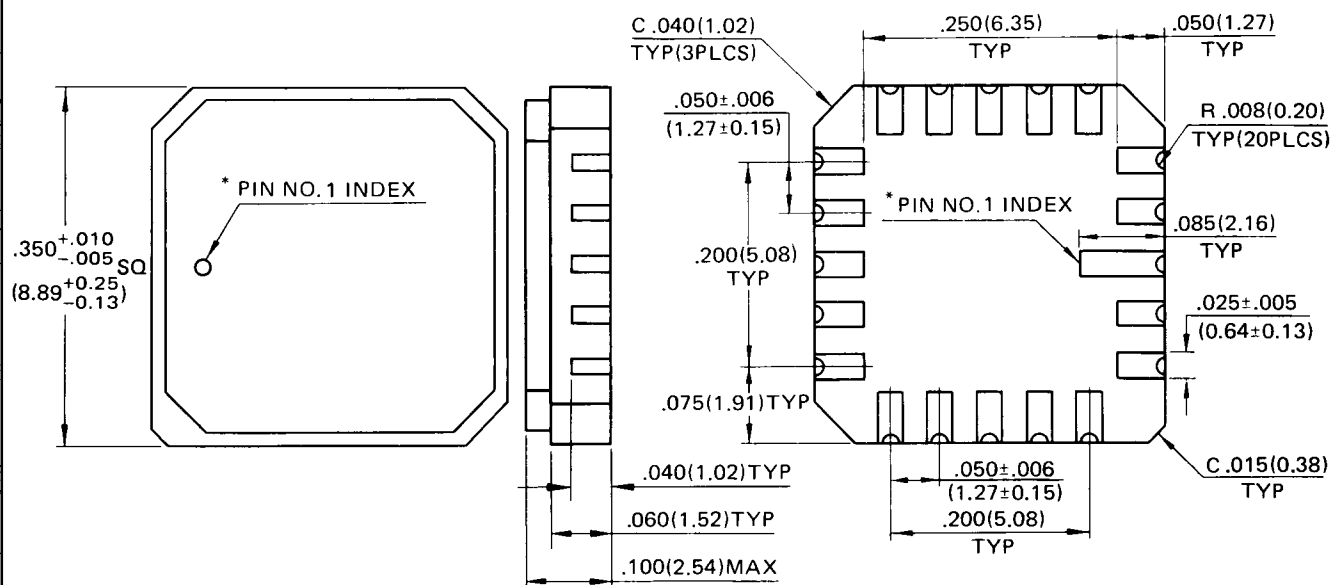 C .040(1.02)
TYP(3PLCS)
.250(6.35)
TYP
.050(1.27)
TYP
.050±.006
(1.27±0.15)
R .008(0.20)
TYP(20PLCS)
* PIN NO. 1 INDEX
* PIN NO. 1 INDEX
.085(2.16)
TYP
.350 +.010 -.005 SQ
(8.89 +0.25 -0.13)
.200(5.08)
TYP
.025±.005
(0.64±0.13)
.075(1.91)TYP
.040(1.02)TYP
.050±.006
(1.27±0.15)
C .015(0.38)
TYP
.060(1.52)TYP
.200(5.08)
TYP
.100(2.54)MAX